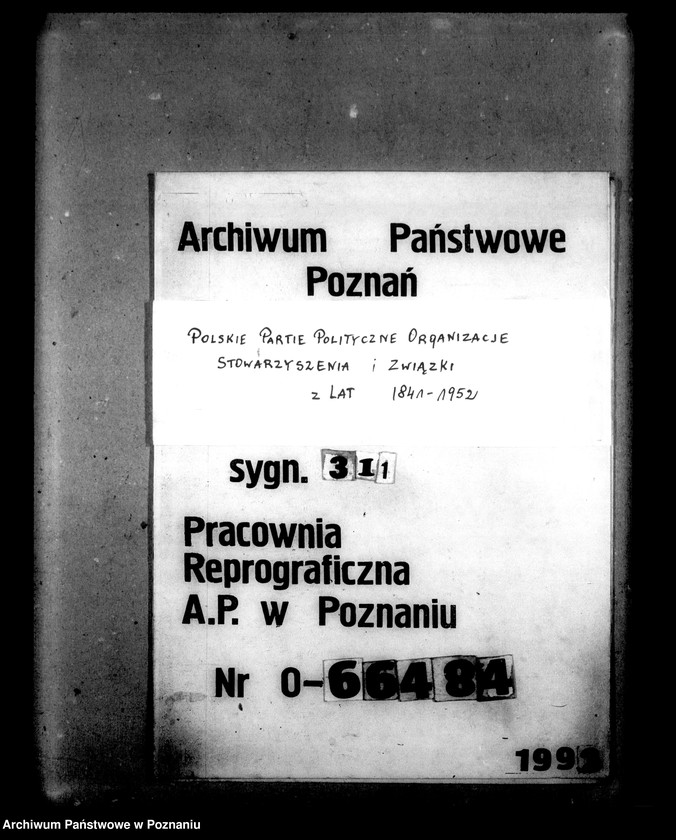 Archiwum Państwowe
Poznań
POLSKIE PARTIE POLITYCZNE ORGANIZACJE
STOWARZYSZENIA i ZWIĄZKI
z LAT 1841-1952
sygn. 311
Pracownia
Reprograficzna
A.P. w Poznaniu
Nr 0-66484
1993
Archiwum Państwowe w Poznaniu